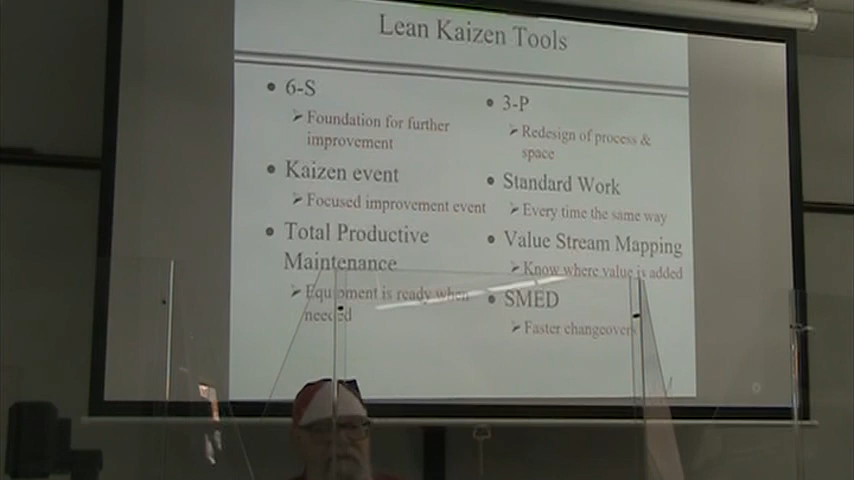 Lean Kaizen Tools
• 6-S
➢ Foundation for further
improvement
• Kaizen event
➢ Focused improvement event
• Total Productive
Maintenance
➢ Equipment is ready when
needed
• 3-P
➢ Redesign of process &
space
• Standard Work
➢ Every time the same way
• Value Stream Mapping
➢ Know where value is added
• SMED
➢ Faster changeovers